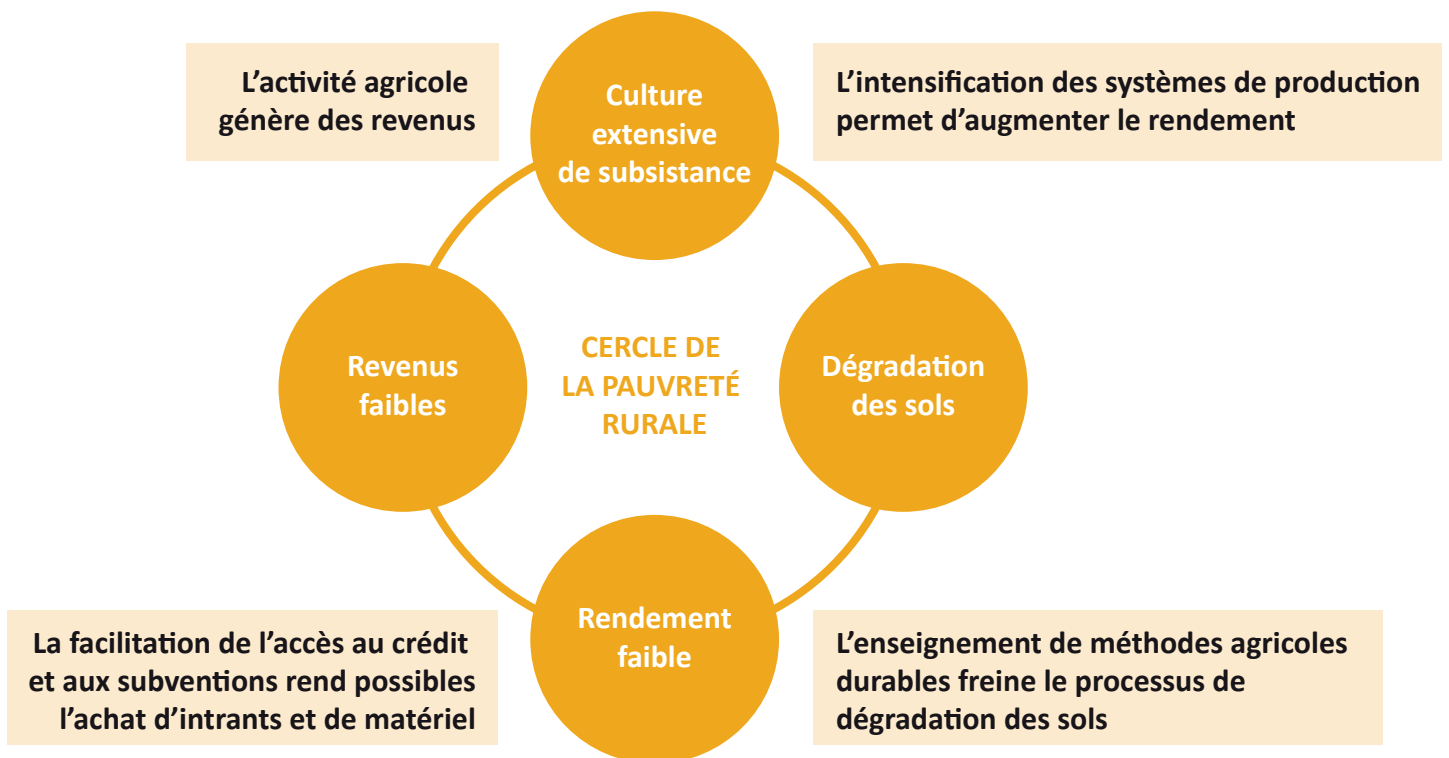 L’activité agricole
génère des revenus
Culture
extensive
de subsistance
L’intensification des systèmes de production
permet d’augmenter le rendement
Revenus
faibles
CERCLE DE
LA PAUVRETÉ
RURALE
Dégradation
des sols
La facilitation de l’accès au crédit
et aux subventions rend possibles
l’achat d’intrants et de matériel
Rendement
faible
L’enseignement de méthodes agricoles
durables freine le processus de
dégradation des sols